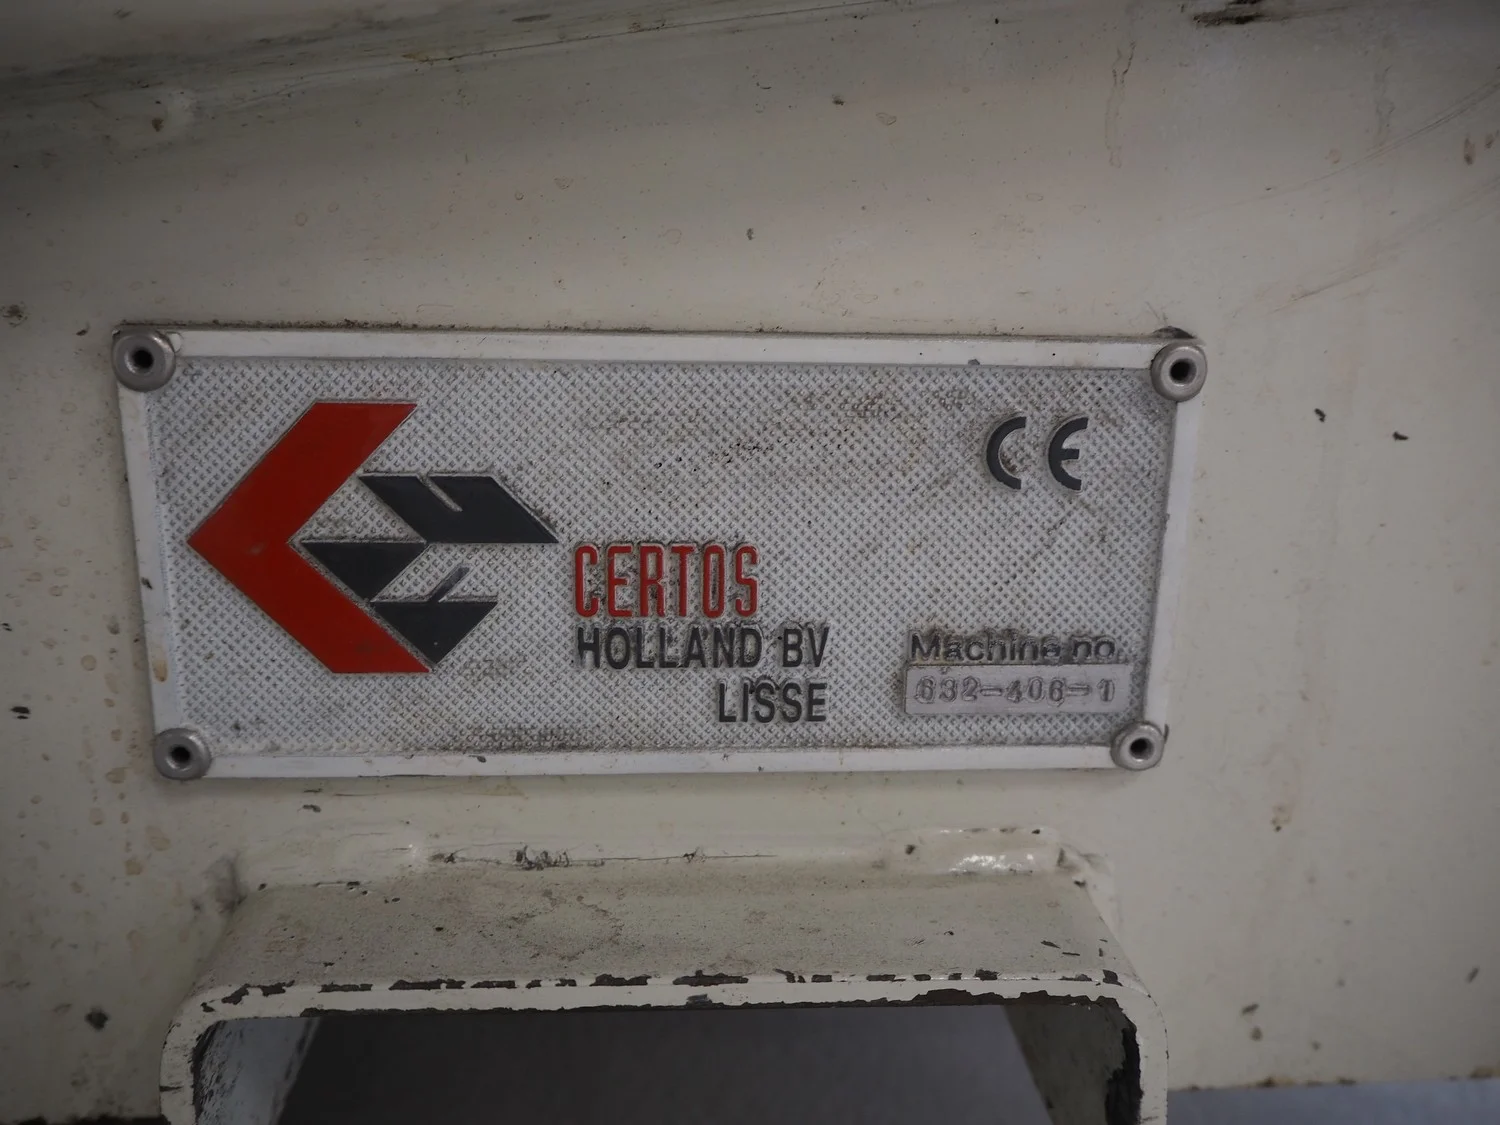 CE
CERTOS
HOLLAND BV
LISSE
Machine no.
632-406-1